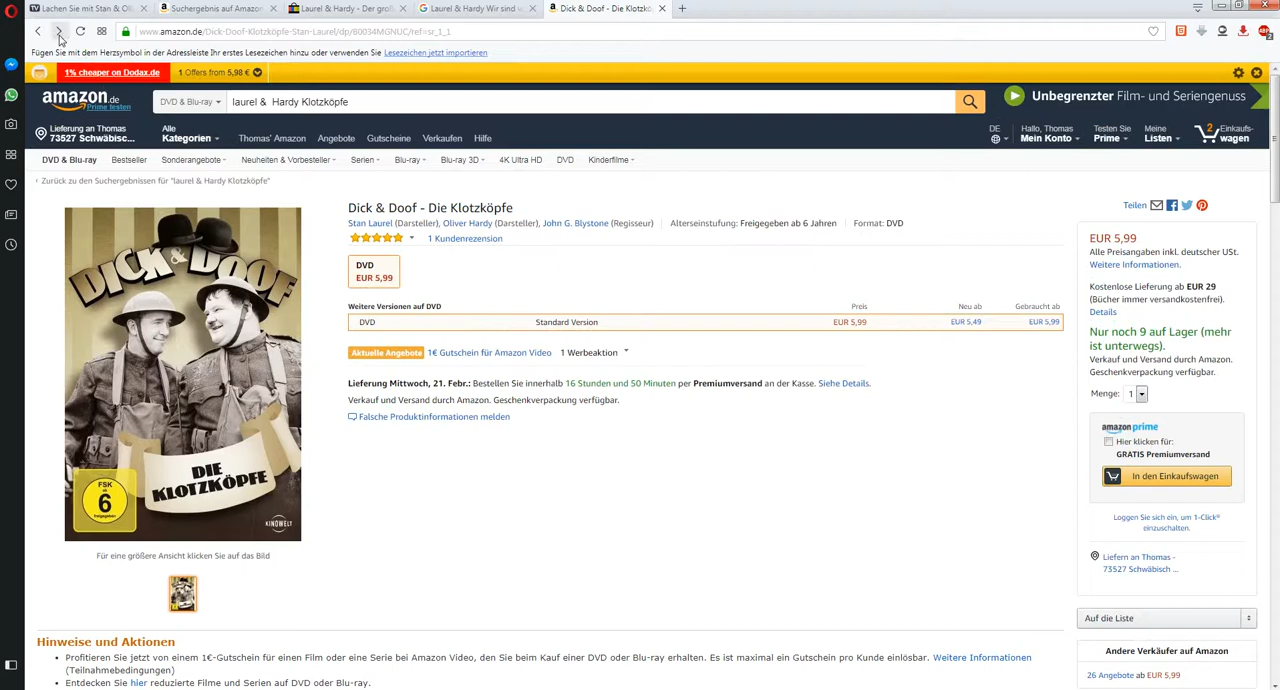 Lachen Sie mit Stan & Oll
Suchergebnis auf Amazon
Laurel & Hardy - Der groß
Laurel & Hardy Wir sind v
Dick & Doof - Die Klotzkö
www.amazon.de/Dick-Doof-Klotzköpfe-Stan-Laurel/dp/B0034MGNUC/ref=sr_1_1
Fügen Sie mit dem Herzsymbol in der Adressleiste Ihr erstes Lesezeichen hinzu oder verwenden Sie Lesezeichen jetzt importieren
1% cheaper on Dodax.de 1 Offers from 5,98 €
amazon.de Prime testen
DVD & Blu-ray laurel & Hardy Klotzköpfe
Unbegrenzter Film- und Seriengenuss
Lieferung an Thomas
73527 Schwäbisc...
Alle
Kategorien Thomas' Amazon Angebote Gutscheine Verkaufen Hilfe
DE Hallo, Thomas Testen Sie Meine 2 Einkaufs-
Mein Konto Prime Listen wagen
DVD & Blu-ray Bestseller Sonderangebote Neuheiten & Vorbesteller Serien Blu-ray Blu-ray 3D 4K Ultra HD DVD Kinderfilme
‹ Zurück zu den Suchergebnissen für "laurel & Hardy Klotzköpfe"
DICK & DOOF
DIE
KLOTZKÖPFE
FSK
ab
6
freigegeben
KINOWELT
Für eine größere Ansicht klicken Sie auf das Bild
Dick & Doof - Die Klotzköpfe
Stan Laurel (Darsteller), Oliver Hardy (Darsteller), John G. Blystone (Regisseur) Alterseinstufung: Freigegeben ab 6 Jahren Format: DVD
1 Kundenrezension
DVD
EUR 5,99
Weitere Versionen auf DVD Preis Neu ab Gebraucht ab
DVD Standard Version EUR 5,99 EUR 5,49 EUR 5,99
Aktuelle Angebote 1€ Gutschein für Amazon Video 1 Werbeaktion
Lieferung Mittwoch, 21. Febr.: Bestellen Sie innerhalb 16 Stunden und 50 Minuten per Premiumversand an der Kasse. Siehe Details.
Verkauf und Versand durch Amazon. Geschenkverpackung verfügbar.
Falsche Produktinformationen melden
Teilen
EUR 5,99
Alle Preisangaben inkl. deutscher USt.
Weitere Informationen.
Kostenlose Lieferung ab EUR 29
(Bücher immer versandkostenfrei).
Details
Nur noch 9 auf Lager (mehr
ist unterwegs).
Verkauf und Versand durch Amazon.
Geschenkverpackung verfügbar.
Menge: 1
amazon prime
Hier klicken für:
GRATIS Premiumversand
In den Einkaufswagen
Loggen Sie sich ein, um 1-Click®
einzuschalten.
Liefern an Thomas -
73527 Schwäbisc ...
Auf die Liste
Andere Verkäufer auf Amazon
26 Angebote ab EUR 5,99
Hinweise und Aktionen
• Profitieren Sie jetzt von einem 1€-Gutschein für einen Film oder eine Serie bei Amazon Video, den Sie beim Kauf einer DVD oder Blu-ray erhalten. Es ist maximal ein Gutschein pro Kunde einlösbar. Weitere Informationen
(Teilnahmebedingungen)
• Entdecken Sie hier reduzierte Filme und Serien auf DVD oder Blu-ray.